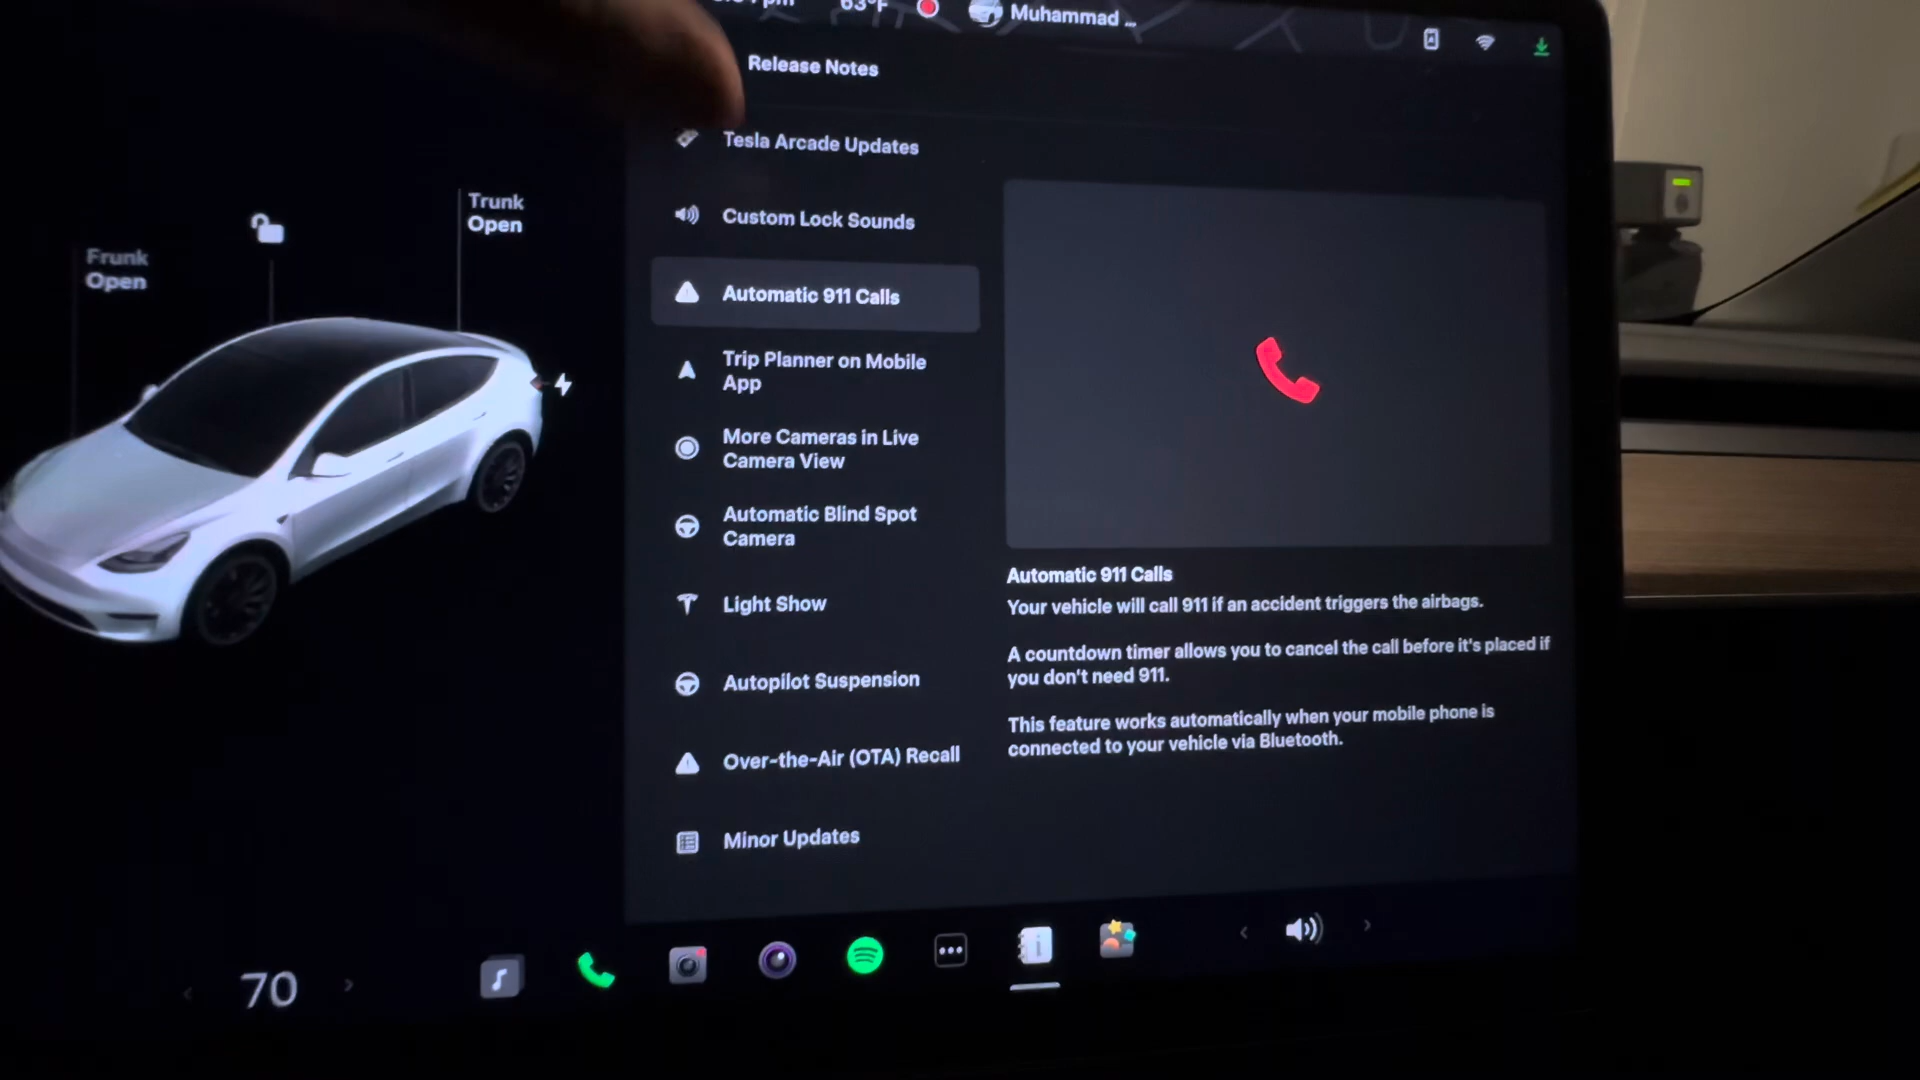 63°F
Muhammad ...
Release Notes
Tesla Arcade Updates
Custom Lock Sounds
Automatic 911 Calls
Trip Planner on Mobile
App
More Cameras in Live
Camera View
Automatic Blind Spot
Camera
Light Show
Autopilot Suspension
Over-the-Air (OTA) Recall
Minor Updates
Trunk
Open
Frunk
Open
Automatic 911 Calls
Your vehicle will call 911 if an accident triggers the airbags.
A countdown timer allows you to cancel the call before it's placed if
you don't need 911.
This feature works automatically when your mobile phone is
connected to your vehicle via Bluetooth.
70